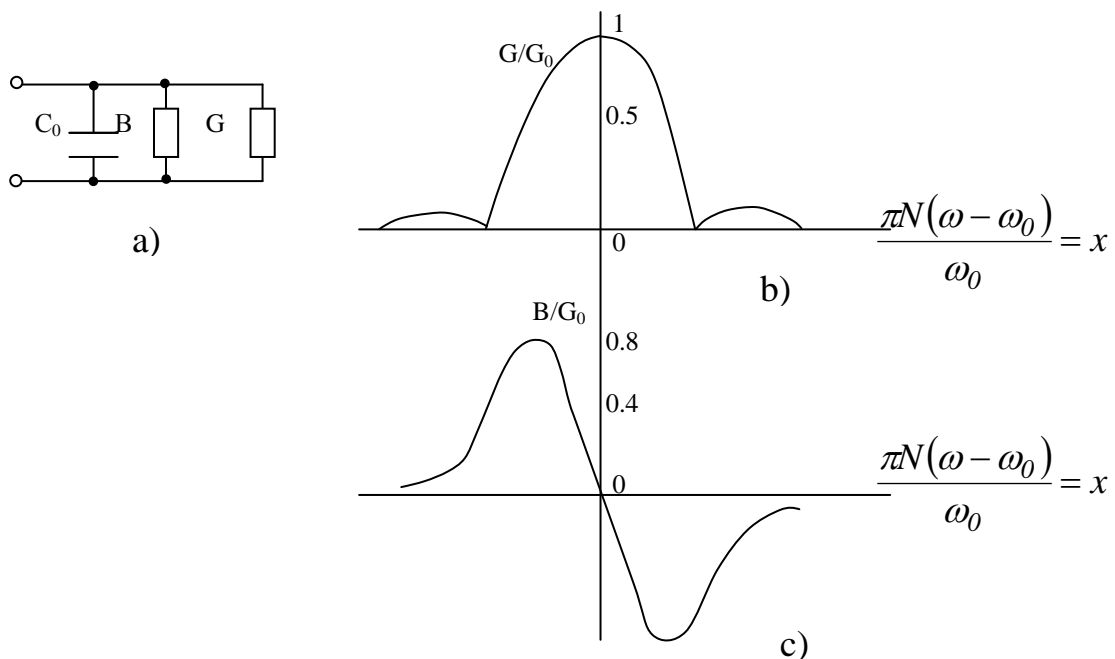 C₀ B G
a)
1
G/G₀
0.5
0
πN(ω − ω₀)/ω₀ = x
b)
B/G₀
0.8
0.4
0
πN(ω − ω₀)/ω₀ = x
c)